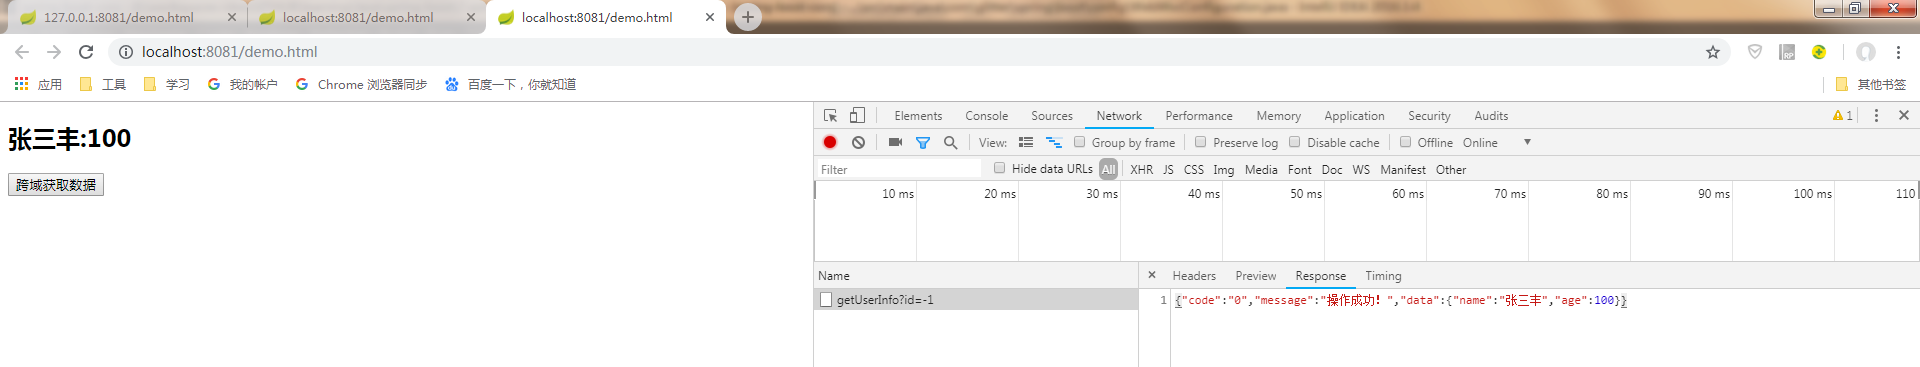 127.0.0.1:8081/demo.html
localhost:8081/demo.html
localhost:8081/demo.html
localhost:8081/demo.html
应用 工具 学习 我的帐户 Chrome 浏览器同步 百度一下，你就知道 其他书签
张三丰:100
跨域获取数据
Elements Console Sources Network Performance Memory Application Security Audits 1
View: Group by frame Preserve log Disable cache Offline Online
Filter Hide data URLs All XHR JS CSS Img Media Font Doc WS Manifest Other
10 ms 20 ms 30 ms 40 ms 50 ms 60 ms 70 ms 80 ms 90 ms 100 ms 110
Name
getUserInfo?id=-1
Headers Preview Response Timing
1 {"code":"0","message":"操作成功！","data":{"name":"张三丰","age":100}}